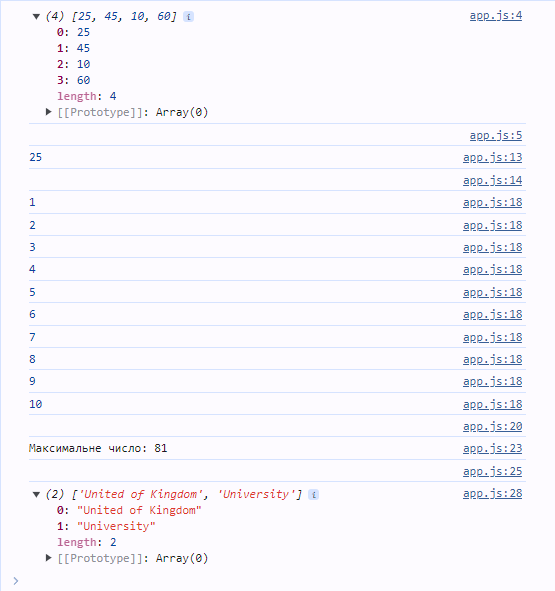 ▼ (4) [25, 45, 10, 60] i app.js:4
0: 25
1: 45
2: 10
3: 60
length: 4
▶ [[Prototype]]: Array(0)
app.js:5
25 app.js:13
app.js:14
1 app.js:18
2 app.js:18
3 app.js:18
4 app.js:18
5 app.js:18
6 app.js:18
7 app.js:18
8 app.js:18
9 app.js:18
10 app.js:18
app.js:20
Максимальне число: 81 app.js:23
app.js:25
▼ (2) ['United of Kingdom', 'University'] i app.js:28
0: "United of Kingdom"
1: "University"
length: 2
▶ [[Prototype]]: Array(0)
>